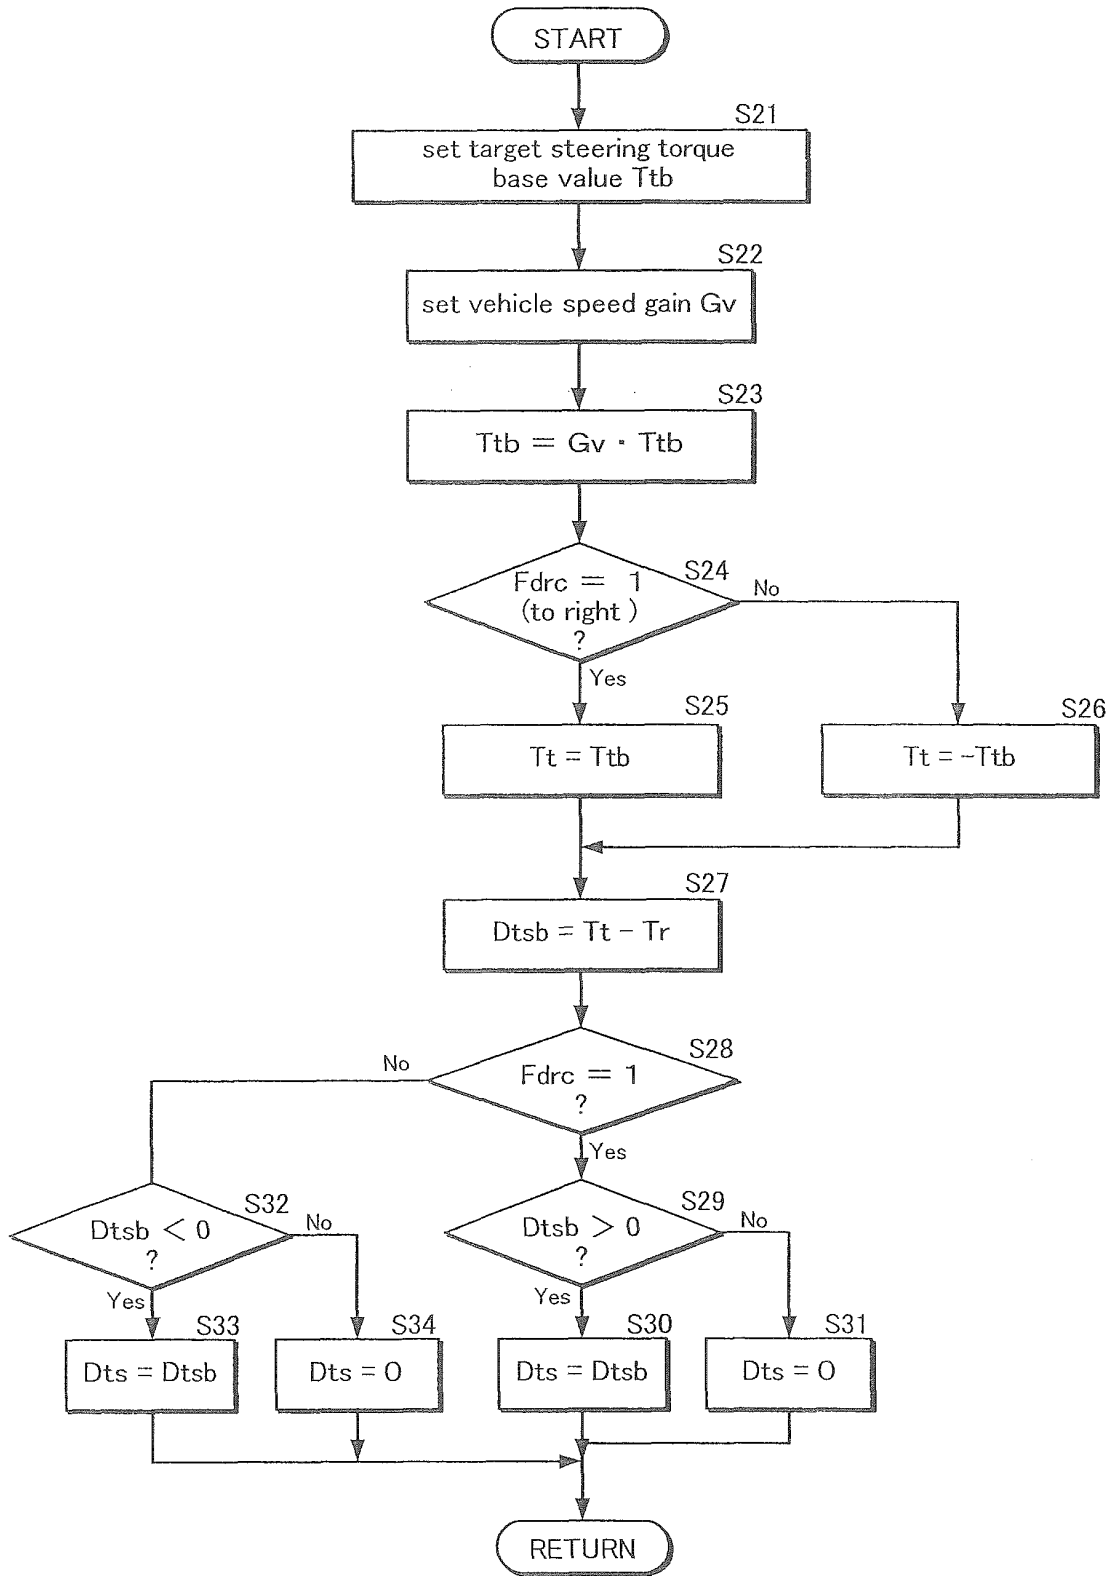 START
S21
set target steering torque
base value Ttb
S22
set vehicle speed gain Gv
S23
Ttb = Gv · Ttb
S24
Fdrc = 1
(to right )
?
No
Yes
S25
Tt = Ttb
S26
Tt = -Ttb
S27
Dtsb = Tt - Tr
S28
Fdrc = 1
?
No
Yes
S32
Dtsb < 0
?
No
Yes
S29
Dtsb > 0
?
No
Yes
S33
Dts = Dtsb
S34
Dts = 0
S30
Dts = Dtsb
S31
Dts = 0
RETURN